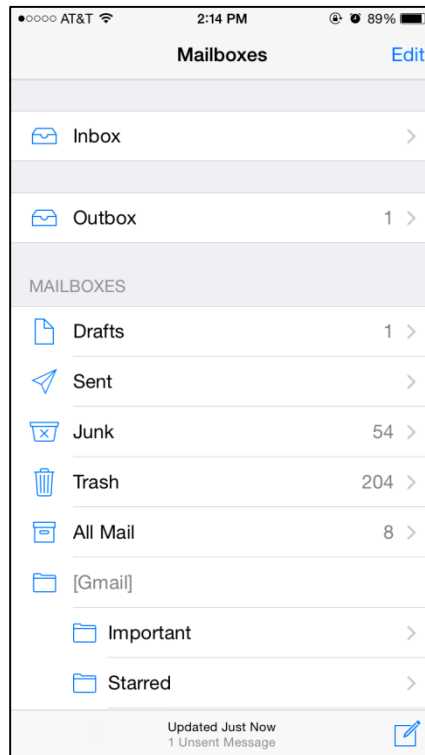 AT&T 2:14 PM 89%
Mailboxes Edit
Inbox
Outbox 1
MAILBOXES
Drafts 1
Sent
Junk 54
Trash 204
All Mail 8
[Gmail]
Important
Starred
Updated Just Now
1 Unsent Message